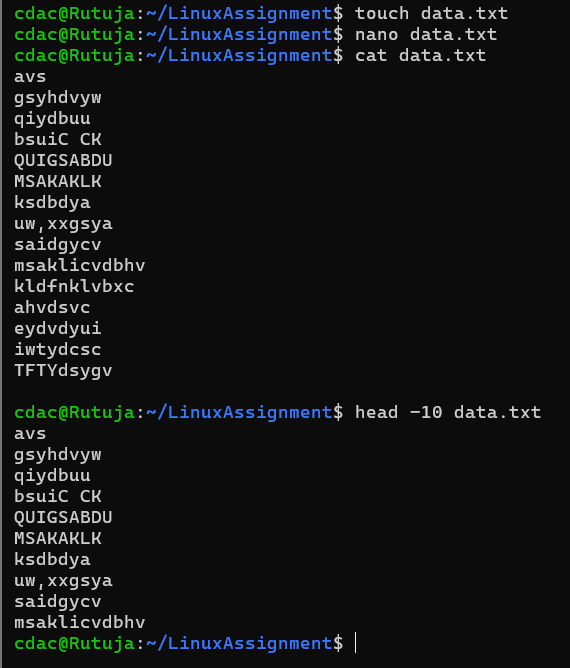 cdac@Rutuja:~/LinuxAssignment$ touch data.txt
cdac@Rutuja:~/LinuxAssignment$ nano data.txt
cdac@Rutuja:~/LinuxAssignment$ cat data.txt
avs
gsyhdvyw
qiydbuu
bsuiC CK
QUIGSABDU
MSAKAKLK
ksdbdya
uw,xxgsya
saidgycv
msaklicvdbhv
kldfnklvbxc
ahvdsvc
eydvdyui
iwtydcsc
TFTYdsygv

cdac@Rutuja:~/LinuxAssignment$ head -10 data.txt
avs
gsyhdvyw
qiydbuu
bsuiC CK
QUIGSABDU
MSAKAKLK
ksdbdya
uw,xxgsya
saidgycv
msaklicvdbhv
cdac@Rutuja:~/LinuxAssignment$